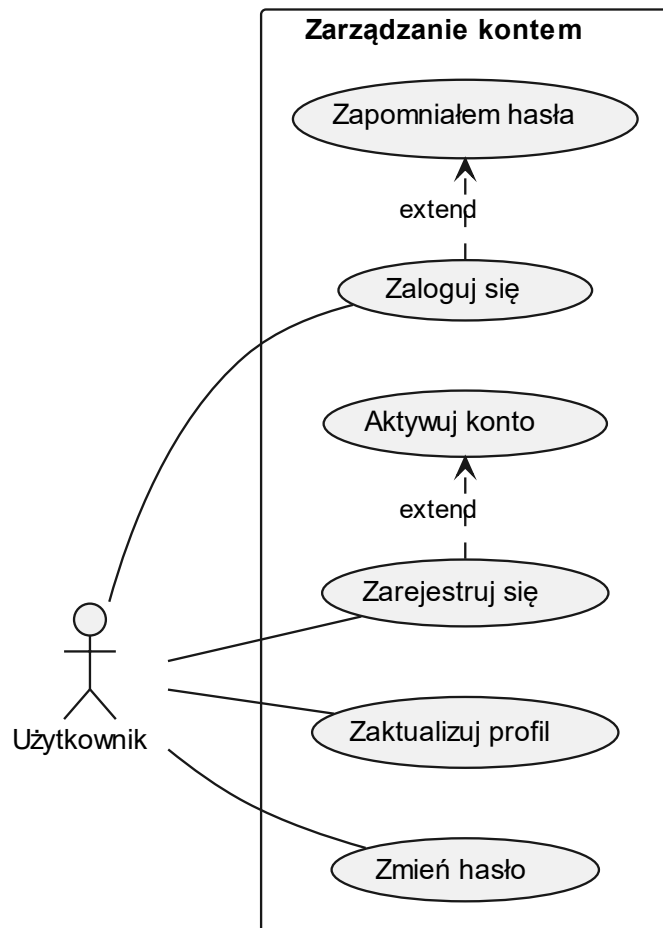 Zarządzanie kontem
Zapomniałem hasła
extend
Zaloguj się
Aktywuj konto
extend
Zarejestruj się
Użytkownik
Zaktualizuj profil
Zmień hasło